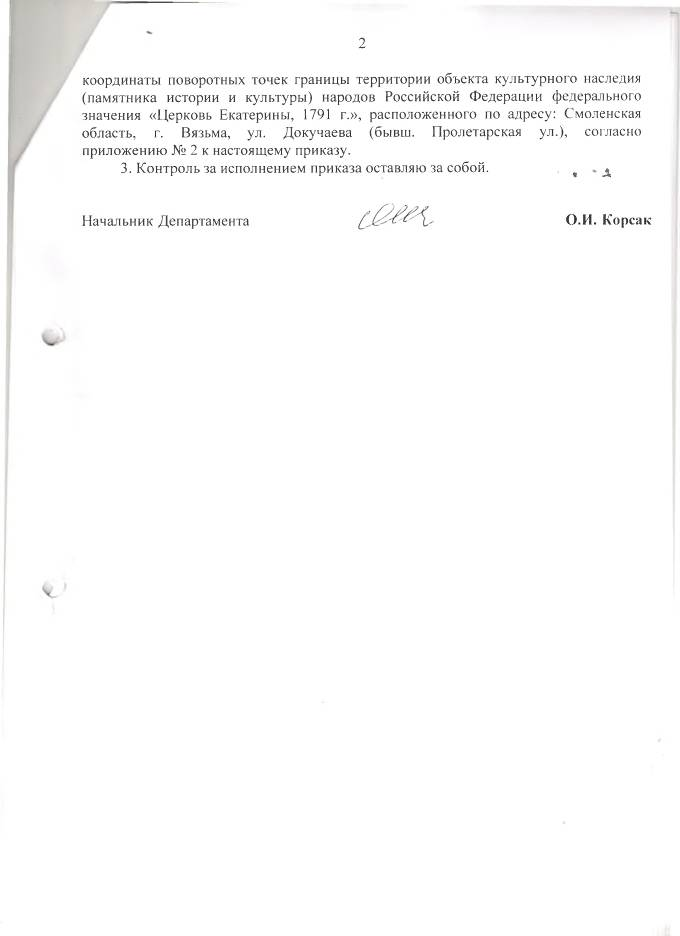 2
координаты поворотных точек границы территории объекта культурного наследия
(памятника истории и культуры) народов Российской Федерации федерального
значения «Церковь Екатерины, 1791 г.», расположенного по адресу: Смоленская
область, г. Вязьма, ул. Докучаева (бывш. Пролетарская ул.), согласно
приложению № 2 к настоящему приказу.
3. Контроль за исполнением приказа оставляю за собой.
Начальник Департамента О.И. Корсак